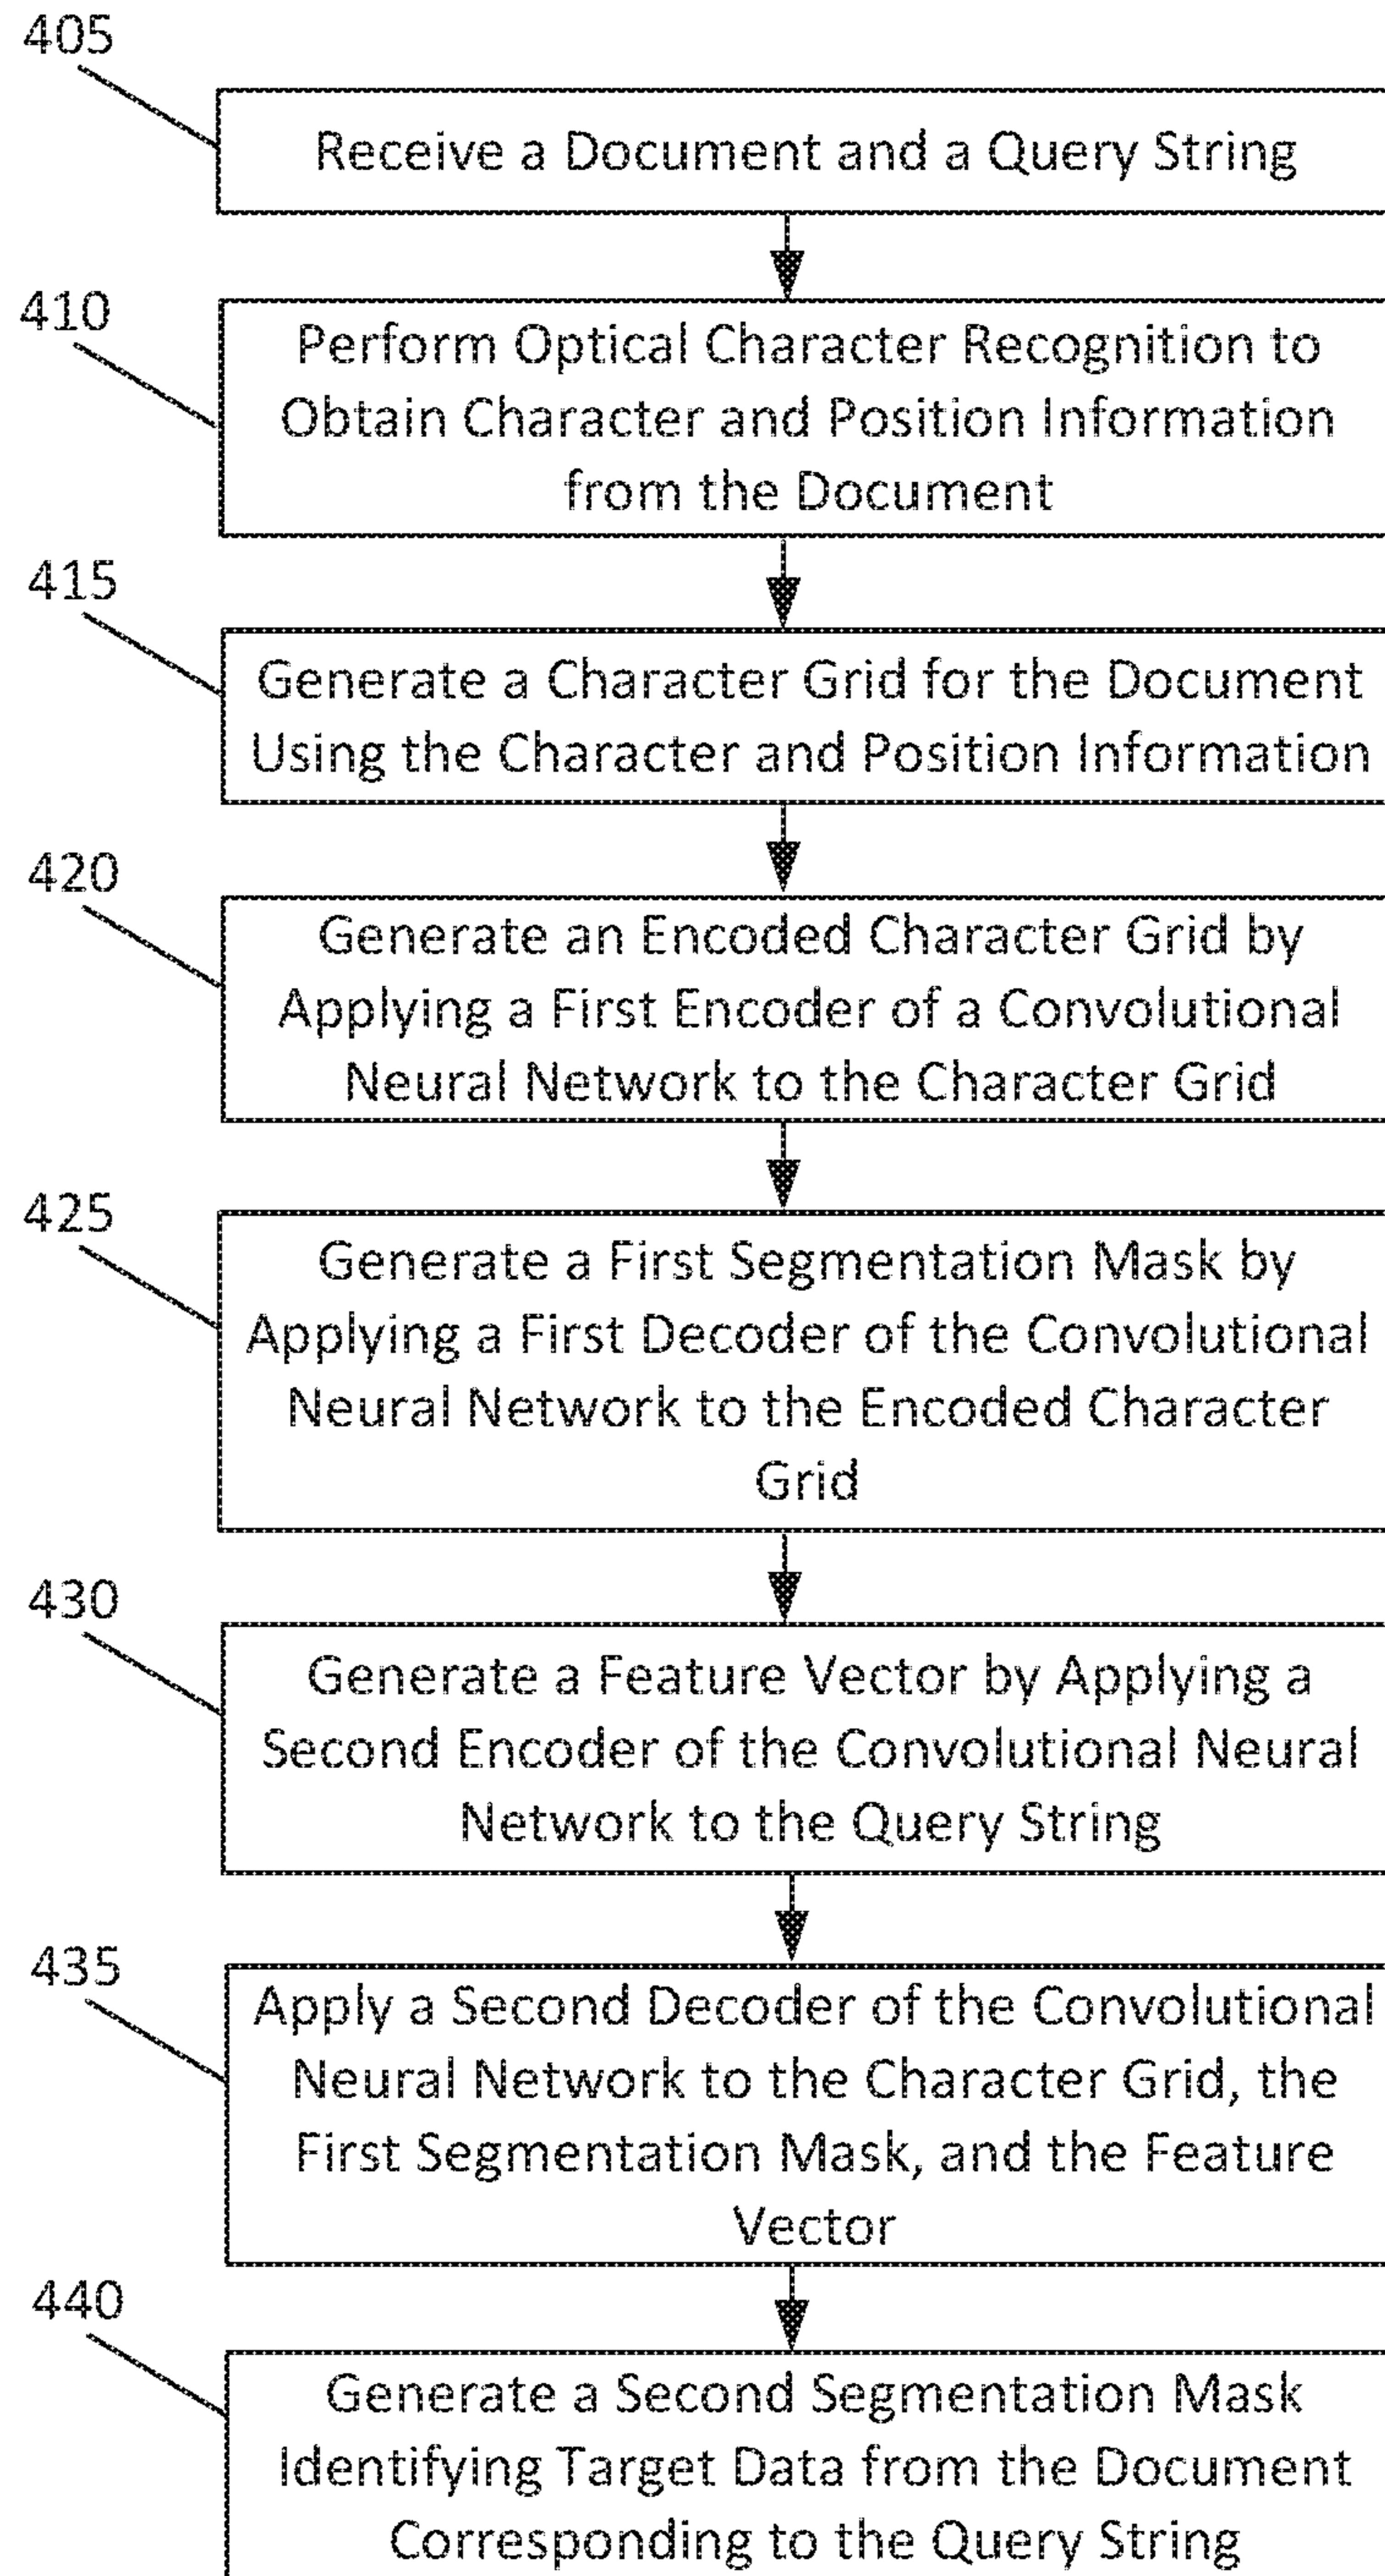 405
Receive a Document and a Query String
410
Perform Optical Character Recognition to
Obtain Character and Position Information
from the Document
415
Generate a Character Grid for the Document
Using the Character and Position Information
420
Generate an Encoded Character Grid by
Applying a First Encoder of a Convolutional
Neural Network to the Character Grid
425
Generate a First Segmentation Mask by
Applying a First Decoder of the Convolutional
Neural Network to the Encoded Character
Grid
430
Generate a Feature Vector by Applying a
Second Encoder of the Convolutional Neural
Network to the Query String
435
Apply a Second Decoder of the Convolutional
Neural Network to the Character Grid, the
First Segmentation Mask, and the Feature
Vector
440
Generate a Second Segmentation Mask
Identifying Target Data from the Document
Corresponding to the Query String